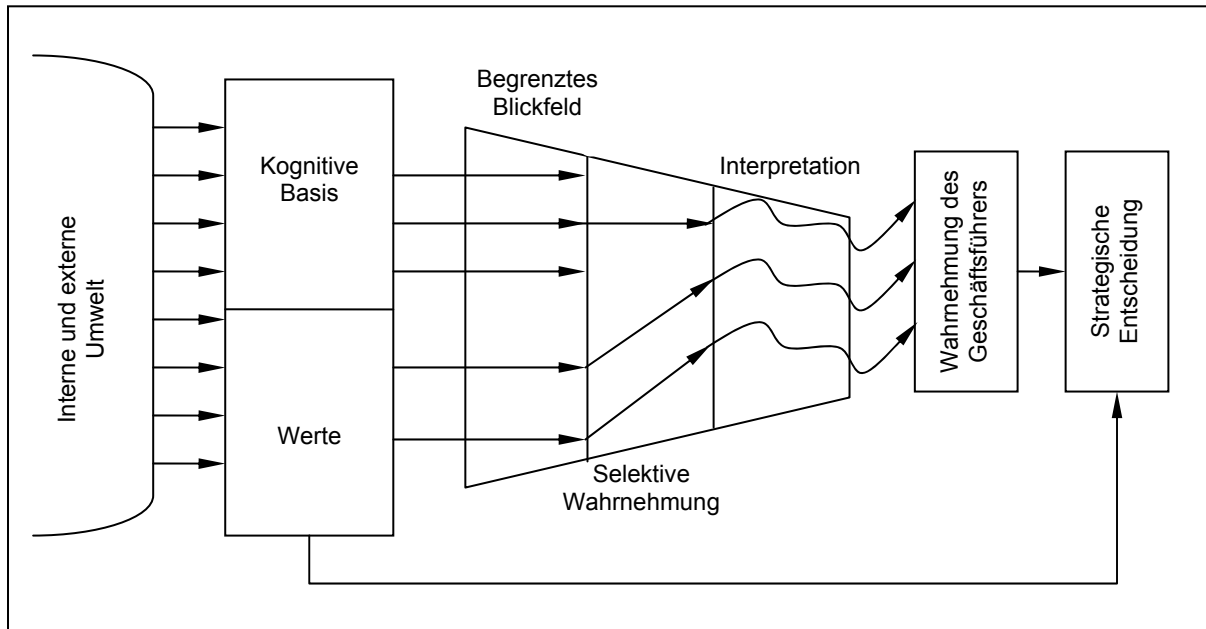 Interne und externe
Umwelt
Kognitive
Basis
Werte
Begrenztes
Blickfeld
Selektive
Wahrnehmung
Interpretation
Wahrnehmung des
Geschäftsführers
Strategische
Entscheidung